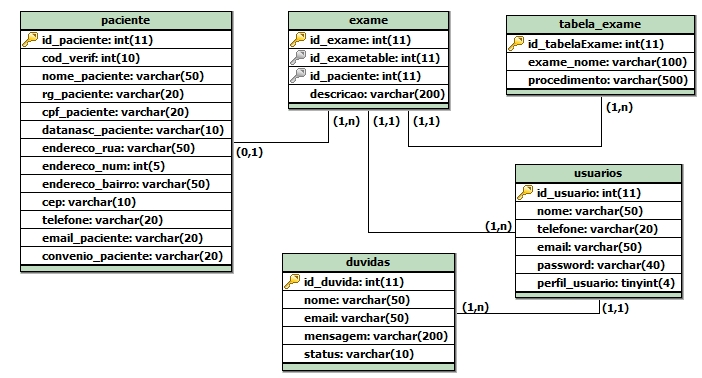 paciente
id_paciente: int(11)
cod_verif: int(10)
nome_paciente: varchar(50)
rg_paciente: varchar(20)
cpf_paciente: varchar(20)
datanasc_paciente: varchar(10)
endereco_rua: varchar(50)
endereco_num: int(5)
endereco_bairro: varchar(50)
cep: varchar(10)
telefone: varchar(20)
email_paciente: varchar(20)
convenio_paciente: varchar(20)
exame
id_exame: int(11)
id_exametable: int(11)
id_paciente: int(11)
descricao: varchar(200)
tabela_exame
id_tabelaExame: int(11)
exame_nome: varchar(100)
procedimento: varchar(500)
(1,n)
(1,1)
(1,1)
(1,n)
(0,1)
usuarios
id_usuario: int(11)
nome: varchar(50)
telefone: varchar(20)
email: varchar(50)
password: varchar(40)
perfil_usuario: tinyint(4)
(1,n)
duvidas
id_duvida: int(11)
nome: varchar(50)
email: varchar(50)
mensagem: varchar(200)
status: varchar(10)
(1,n)
(1,1)